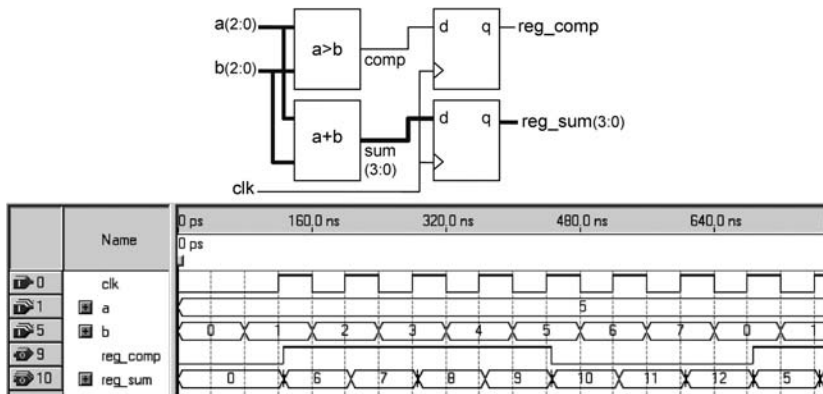 a(2:0)
b(2:0)
a>b
comp
d q
reg_comp
a+b
sum
(3:0)
d q
reg_sum(3:0)
clk
Name
0 ps 160.0 ns 320.0 ns 480.0 ns 640.0 ns
0 ps
0 clk
1 a 5
5 b 0 1 2 3 4 5 6 7 0 1
9 reg_comp
10 reg_sum 0 6 7 8 9 10 11 12 5